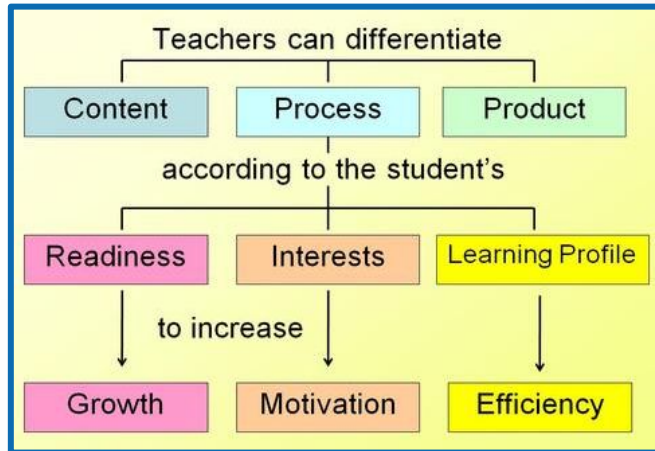 Teachers can differentiate
Content Process Product
according to the student's
Readiness Interests Learning Profile
to increase
Growth Motivation Efficiency